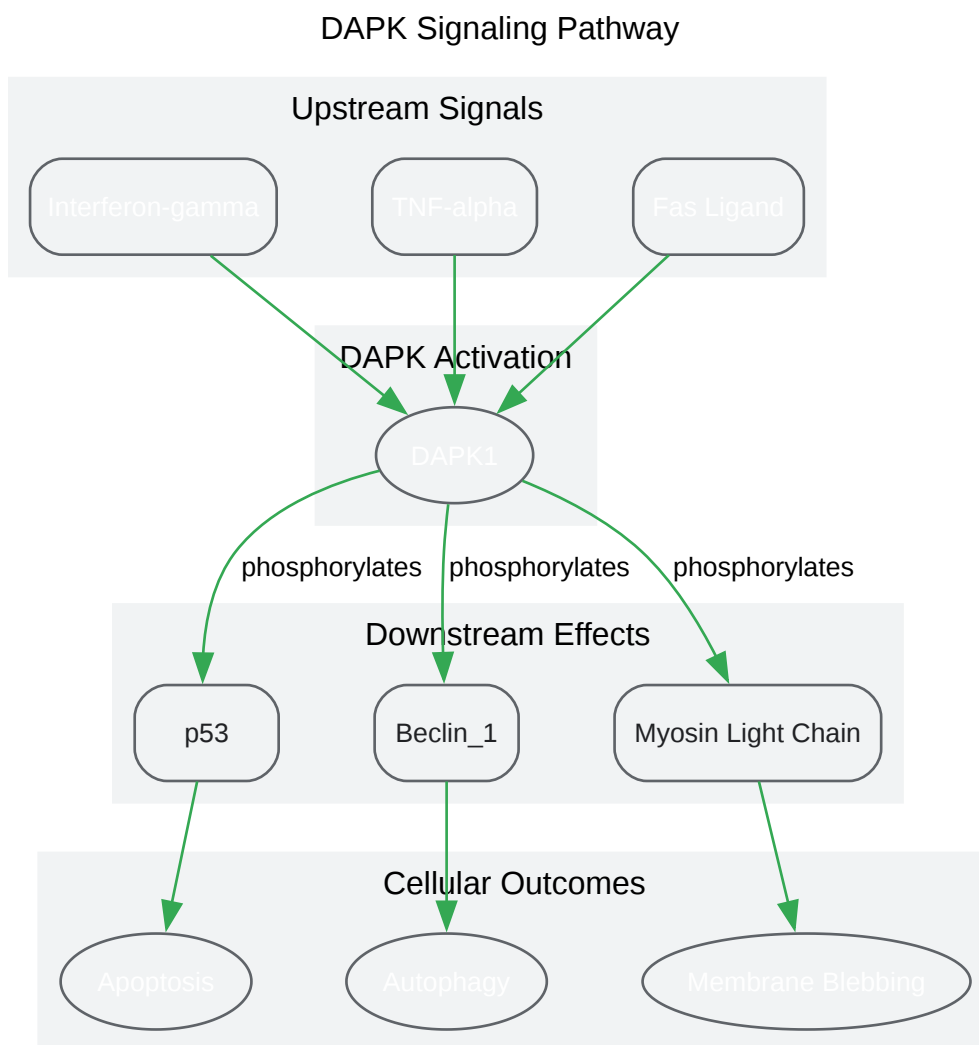 DAPK Signaling Pathway
Upstream Signals
Interferon-gamma
TNF-alpha
Fas Ligand
DAPK Activation
DAPK1
phosphorylates
phosphorylates
phosphorylates
Downstream Effects
p53
Beclin_1
Myosin Light Chain
Cellular Outcomes
Apoptosis
Autophagy
Membrane Blebbing